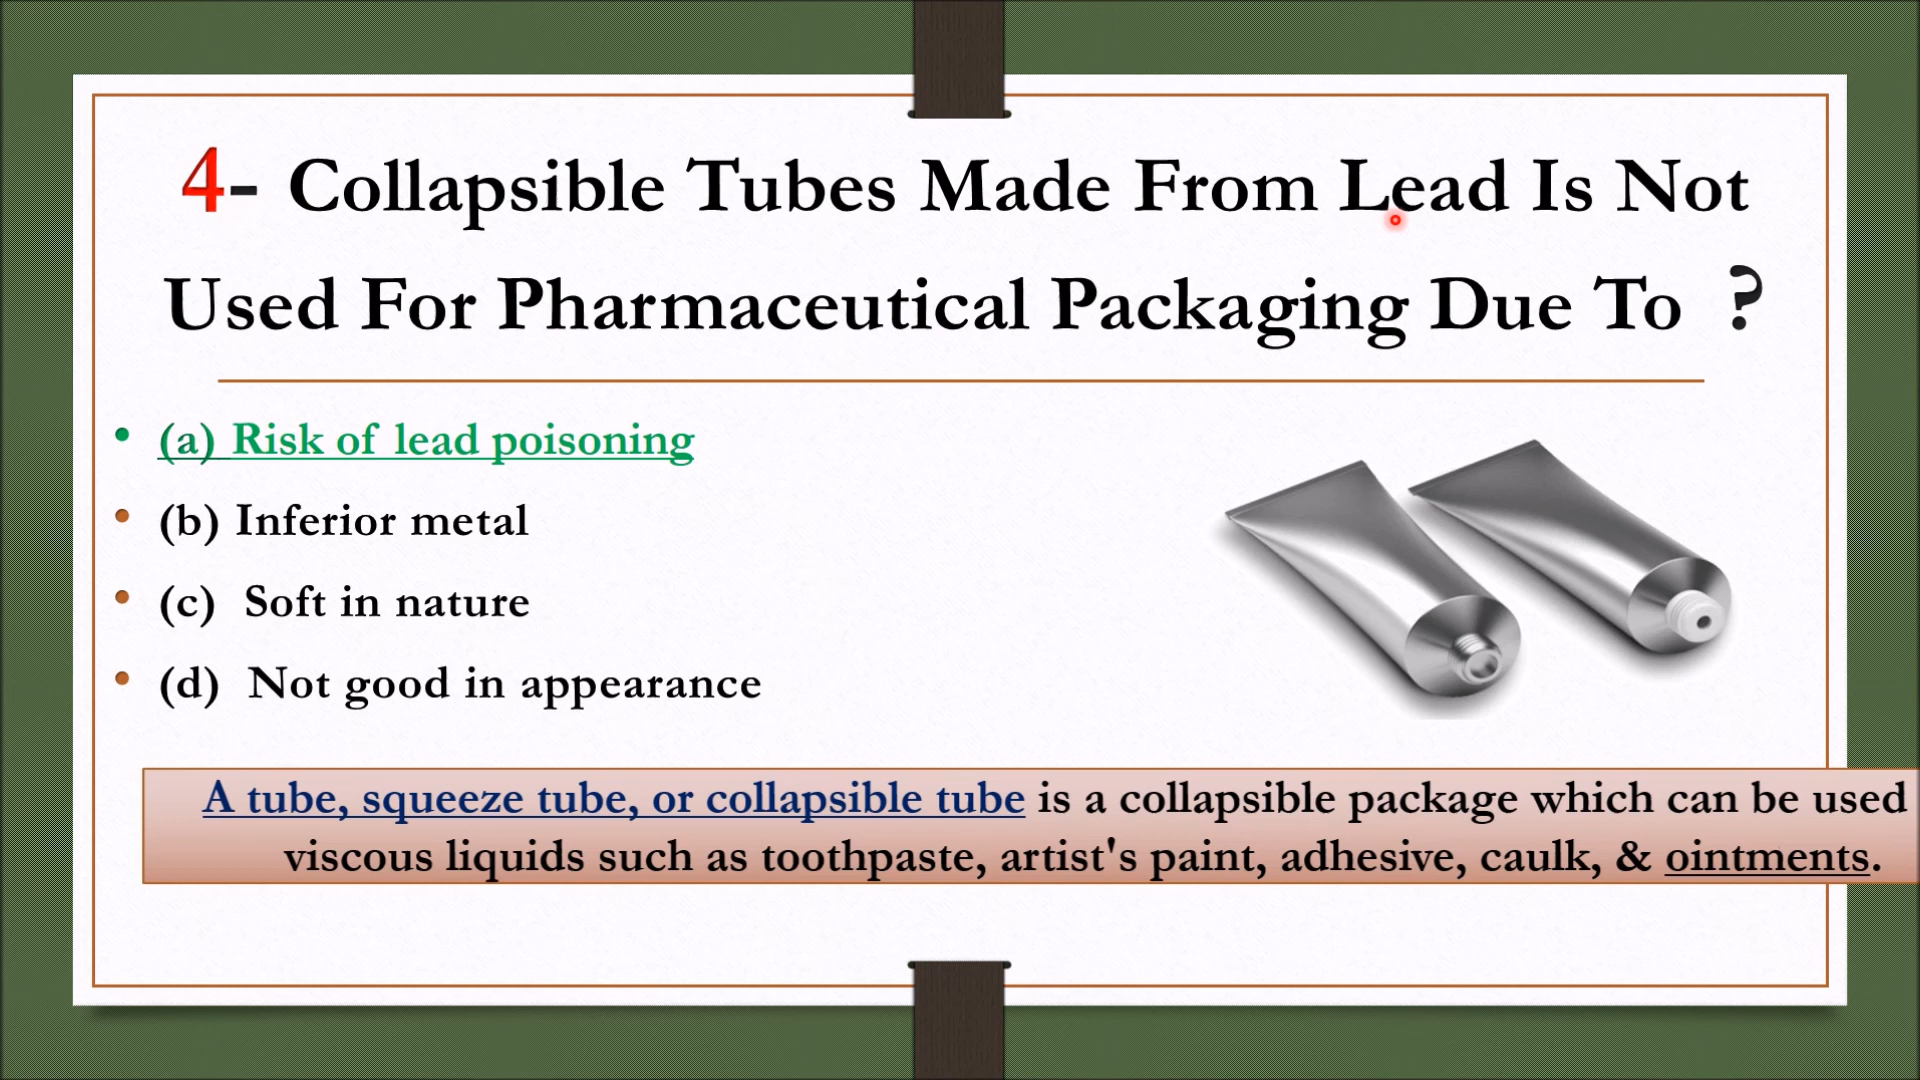 4- Collapsible Tubes Made From Lead Is Not
Used For Pharmaceutical Packaging Due To ?
• (a) Risk of lead poisoning
• (b) Inferior metal
• (c) Soft in nature
• (d) Not good in appearance
A tube, squeeze tube, or collapsible tube is a collapsible package which can be used
viscous liquids such as toothpaste, artist's paint, adhesive, caulk, & ointments.